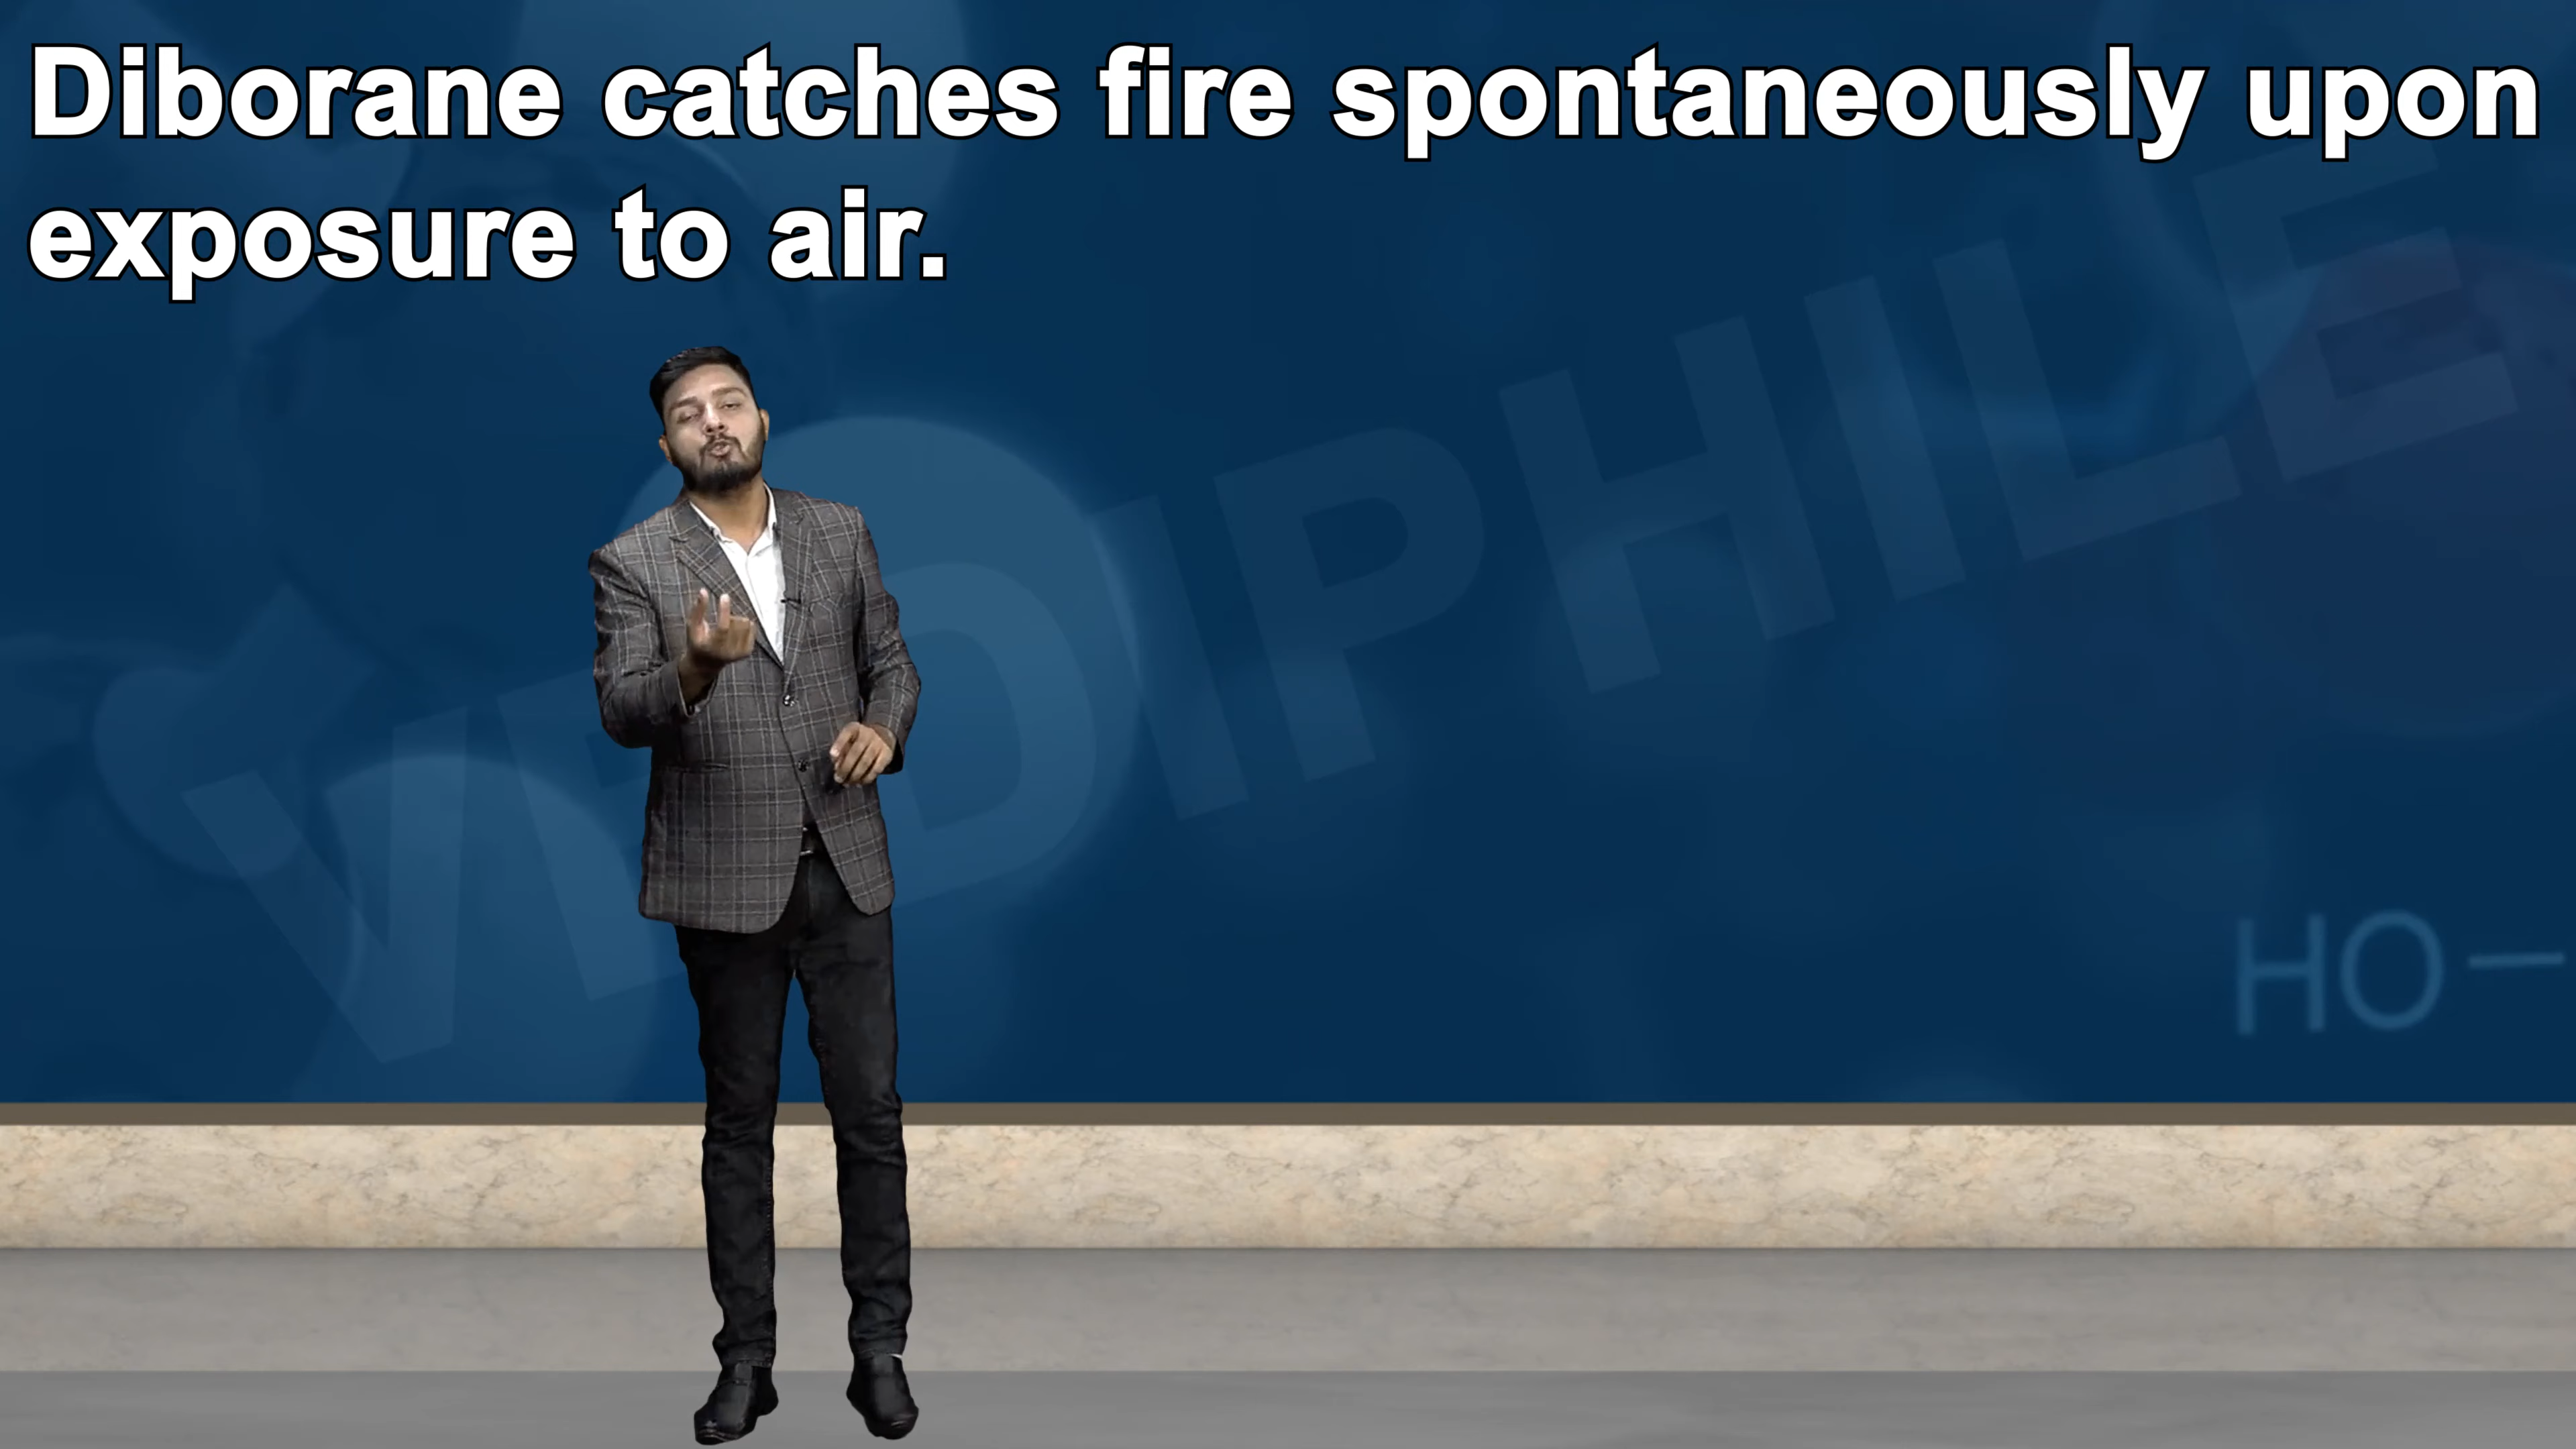 Diborane catches fire spontaneously upon
exposure to air.
VEDIPHILE
HO—